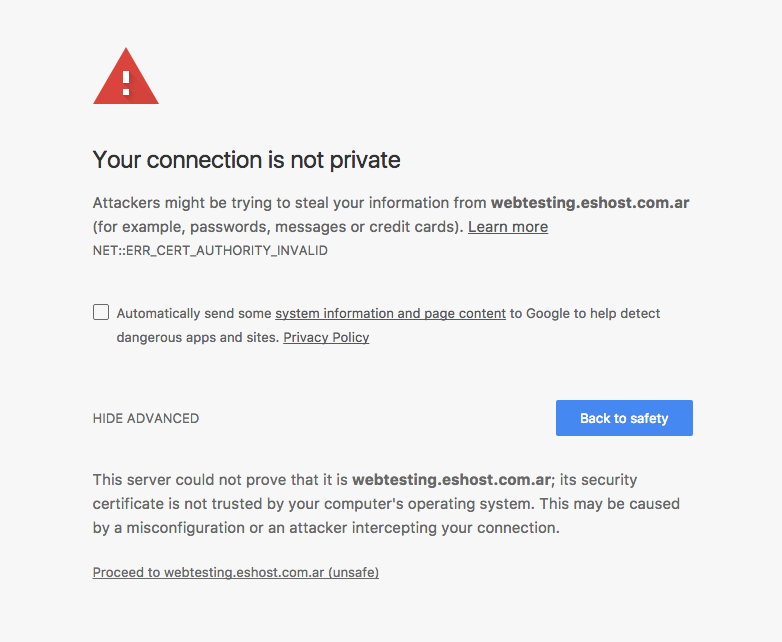 Your connection is not private
Attackers might be trying to steal your information from webtesting.eshost.com.ar
(for example, passwords, messages or credit cards). Learn more
NET::ERR_CERT_AUTHORITY_INVALID
Automatically send some system information and page content to Google to help detect
dangerous apps and sites. Privacy Policy
HIDE ADVANCED
Back to safety
This server could not prove that it is webtesting.eshost.com.ar; its security
certificate is not trusted by your computer's operating system. This may be caused
by a misconfiguration or an attacker intercepting your connection.
Proceed to webtesting.eshost.com.ar (unsafe)